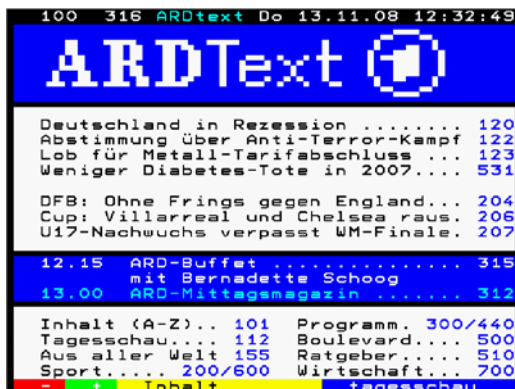 100 316 ARDtext Do 13.11.08 12:32:49
ARDText 1
Deutschland in Rezession ........ 120
Abstimmung über Anti-Terror-Kampf 122
Lob für Metall-Tarifabschluss ... 123
Weniger Diabetes-Tote in 2007.... 531
DFB: Ohne Frings gegen England... 204
Cup: Villarreal und Chelsea raus. 206
U17-Nachwuchs verpasst WM-Finale. 207
12.15 ARD-Buffet ............... 315
mit Bernadette Schoog
13.00 ARD-Mittagsmagazin ....... 312
Inhalt (A-Z).. 101 Programm. 300/440
Tagesschau.... 112 Boulevard.... 500
Aus aller Welt 155 Ratgeber..... 510
Sport..... 200/600 Wirtschaft... 700
- + Inhalt tagesschau